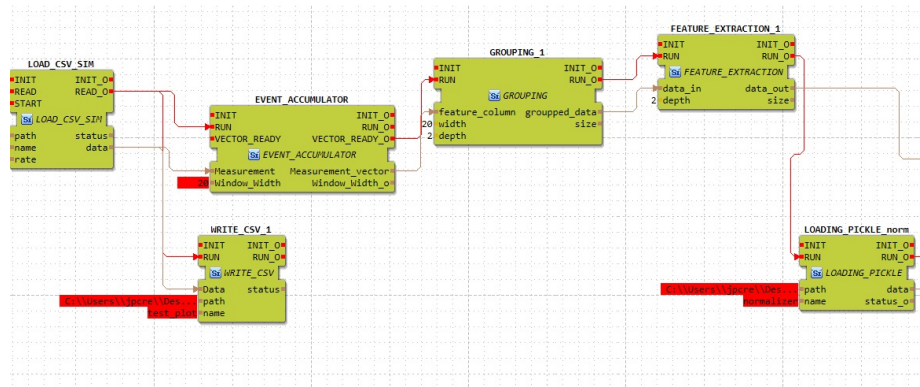 LOAD_CSV_SIM
INIT INIT_O
READ READ_O
START
LOAD_CSV_SIM
path status
name data
rate
EVENT_ACCUMULATOR
INIT INIT_O
RUN RUN_O
VECTOR_READY VECTOR_READY_O
EVENT_ACCUMULATOR
Measurement Measurement_vector
20 Window_Width Window_Width_o
GROUPING_1
INIT INIT_O
RUN RUN_O
GROUPING
feature_column groupped_data
20 width size
2 depth
FEATURE_EXTRACTION_1
INIT INIT_O
RUN RUN_O
FEATURE_EXTRACTION
data_in data_out
2 depth size
WRITE_CSV_1
INIT INIT_O
RUN RUN_O
WRITE_CSV
Data status
C:\\Users\\jpcre\\Des... path
test_plot name
LOADING_PICKLE_norm
INIT INIT_O
RUN RUN_O
LOADING_PICKLE
C:\\Users\\jpcre\\Des... path data
normalizer name status_o